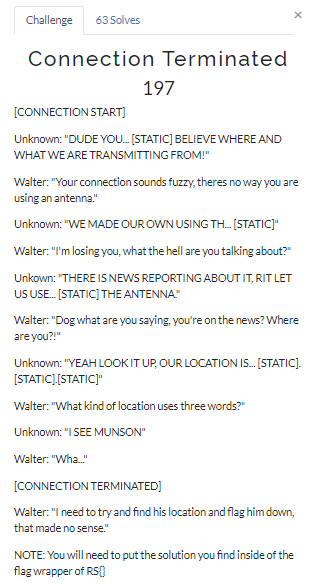 Challenge
63 Solves
×
Connection Terminated
197
[CONNECTION START]
Unknown: "DUDE YOU... [STATIC] BELIEVE WHERE AND
WHAT WE ARE TRANSMITTING FROM!"
Walter: "Your connection sounds fuzzy, theres no way you are
using an antenna."
Unknown: "WE MADE OUR OWN USING TH... [STATIC]"
Walter: "I'm losing you, what the hell are you talking about?"
Unkown: "THERE IS NEWS REPORTING ABOUT IT, RIT LET
US USE... [STATIC] THE ANTENNA."
Walter: "Dog what are you saying, you're on the news? Where
are you?!"
Unknown: "YEAH LOOK IT UP, OUR LOCATION IS... [STATIC].
[STATIC].[STATIC]"
Walter: "What kind of location uses three words?"
Unknown: "I SEE MUNSON"
Walter: "Wha..."
[CONNECTION TERMINATED]
Walter: "I need to try and find his location and flag him down,
that made no sense."
NOTE: You will need to put the solution you find inside of the
flag wrapper of RS{}